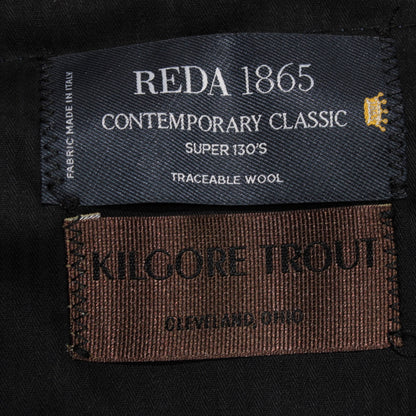 FABRIC MADE IN ITALY
REDA 1865
CONTEMPORARY CLASSIC
SUPER 130'S
TRACEABLE WOOL
KILGORE TROUT
CLEVELAND, OHIO